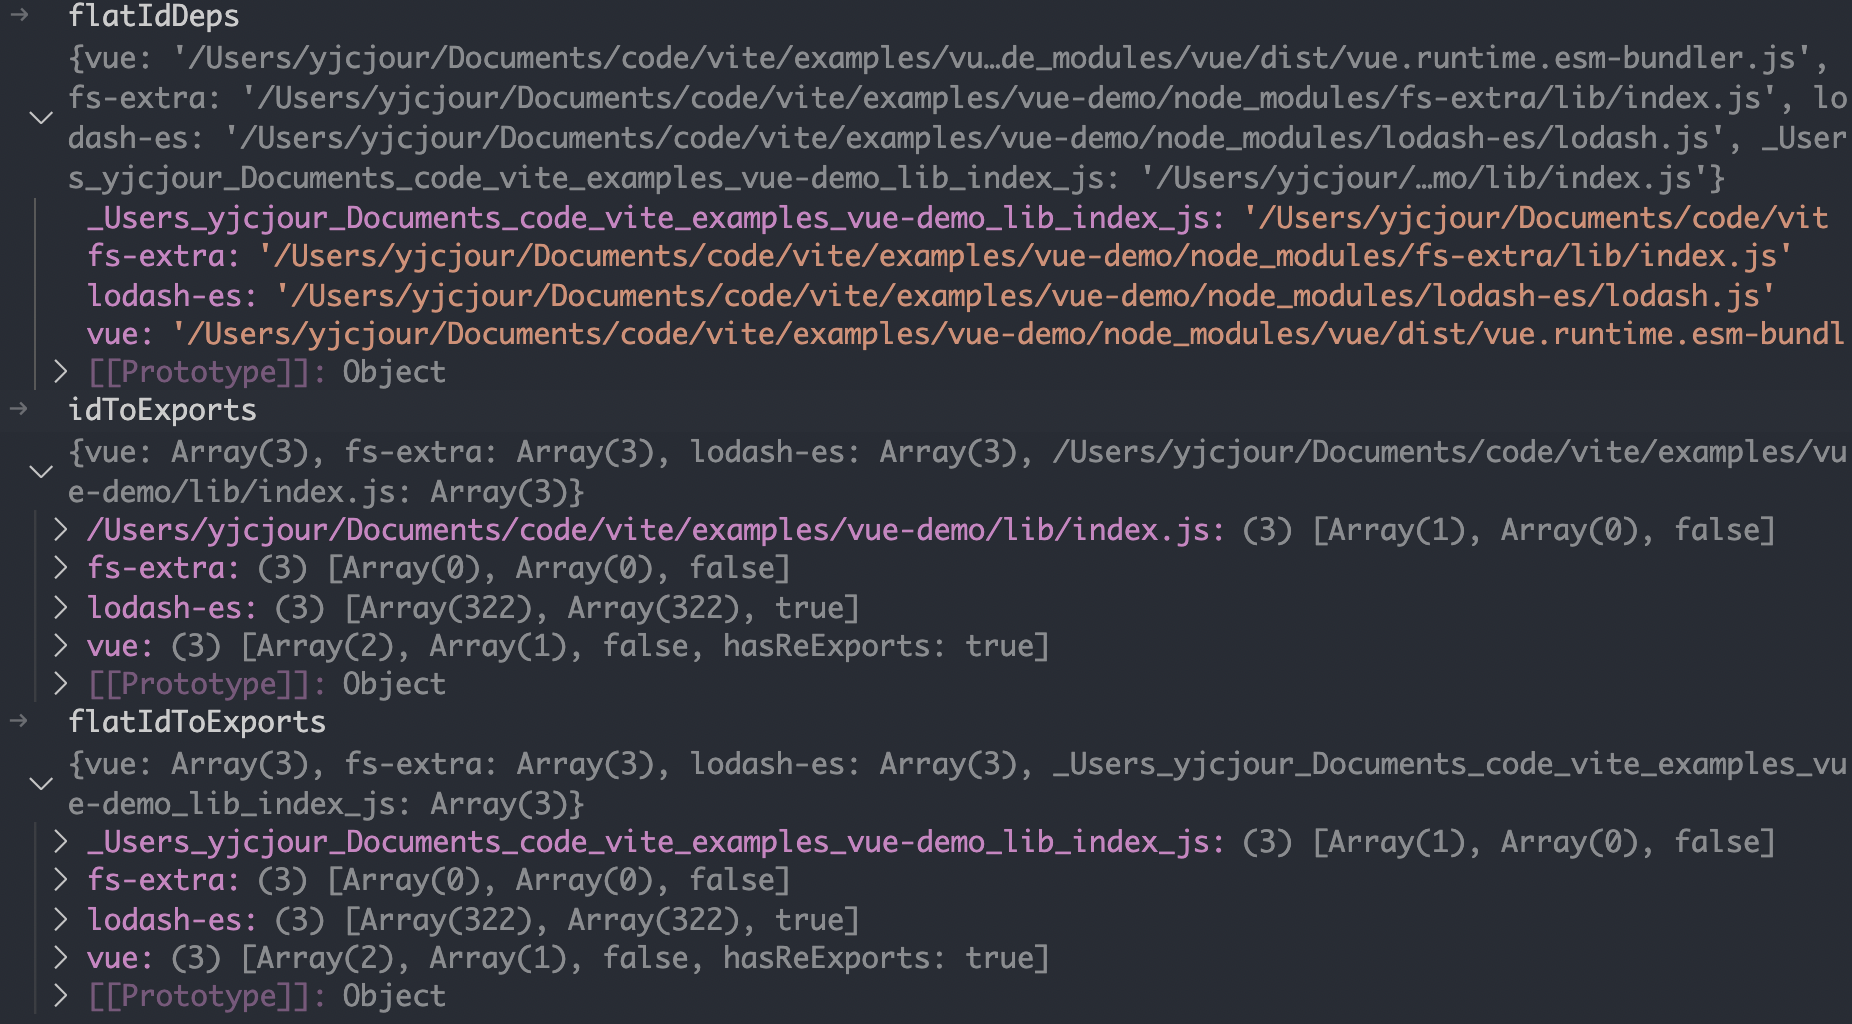 → flatIdDeps
{vue: '/Users/yjcjour/Documents/code/vite/examples/vu…de_modules/vue/dist/vue.runtime.esm-bundler.js',
fs-extra: '/Users/yjcjour/Documents/code/vite/examples/vue-demo/node_modules/fs-extra/lib/index.js', lo
dash-es: '/Users/yjcjour/Documents/code/vite/examples/vue-demo/node_modules/lodash-es/lodash.js', _User
s_yjcjour_Documents_code_vite_examples_vue-demo_lib_index_js: '/Users/yjcjour/…mo/lib/index.js'}
_Users_yjcjour_Documents_code_vite_examples_vue-demo_lib_index_js: '/Users/yjcjour/Documents/code/vit
fs-extra: '/Users/yjcjour/Documents/code/vite/examples/vue-demo/node_modules/fs-extra/lib/index.js'
lodash-es: '/Users/yjcjour/Documents/code/vite/examples/vue-demo/node_modules/lodash-es/lodash.js'
vue: '/Users/yjcjour/Documents/code/vite/examples/vue-demo/node_modules/vue/dist/vue.runtime.esm-bundl
> [[Prototype]]: Object
→ idToExports
{vue: Array(3), fs-extra: Array(3), lodash-es: Array(3), /Users/yjcjour/Documents/code/vite/examples/vu
e-demo/lib/index.js: Array(3)}
> /Users/yjcjour/Documents/code/vite/examples/vue-demo/lib/index.js: (3) [Array(1), Array(0), false]
> fs-extra: (3) [Array(0), Array(0), false]
> lodash-es: (3) [Array(322), Array(322), true]
> vue: (3) [Array(2), Array(1), false, hasReExports: true]
> [[Prototype]]: Object
→ flatIdToExports
{vue: Array(3), fs-extra: Array(3), lodash-es: Array(3), _Users_yjcjour_Documents_code_vite_examples_vu
e-demo_lib_index_js: Array(3)}
> _Users_yjcjour_Documents_code_vite_examples_vue-demo_lib_index_js: (3) [Array(1), Array(0), false]
> fs-extra: (3) [Array(0), Array(0), false]
> lodash-es: (3) [Array(322), Array(322), true]
> vue: (3) [Array(2), Array(1), false, hasReExports: true]
> [[Prototype]]: Object